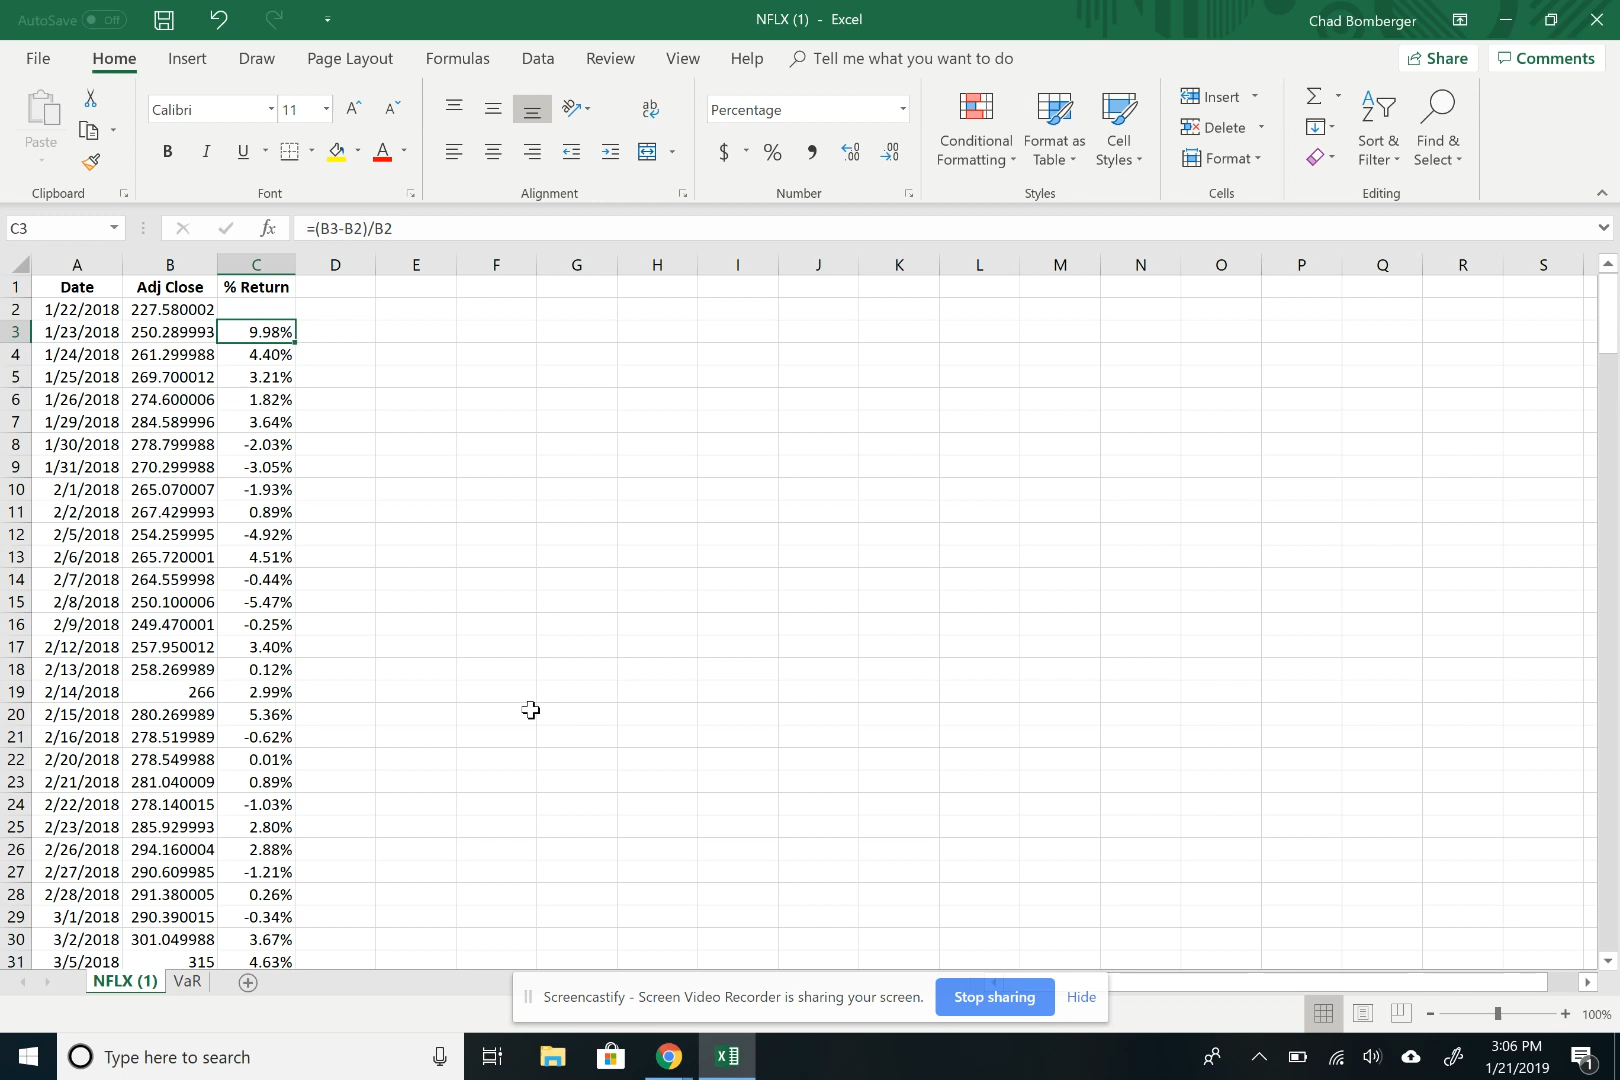 AutoSave Off
NFLX (1) - Excel
Chad Bomberger
File Home Insert Draw Page Layout Formulas Data Review View Help Tell me what you want to do Share Comments
Paste
Calibri 11
B I U A
ab
Percentage
$ % , .00 .00
Conditional Formatting
Format as Table
Cell Styles
Insert
Delete
Format
Sort & Filter
Find & Select
Clipboard Font Alignment Number Styles Cells Editing
C3 fx =(B3-B2)/B2
A B C D E F G H I J K L M N O P Q R S
1 Date Adj Close % Return
2 1/22/2018 227.580002
3 1/23/2018 250.289993 9.98%
4 1/24/2018 261.299988 4.40%
5 1/25/2018 269.700012 3.21%
6 1/26/2018 274.600006 1.82%
7 1/29/2018 284.589996 3.64%
8 1/30/2018 278.799988 -2.03%
9 1/31/2018 270.299988 -3.05%
10 2/1/2018 265.070007 -1.93%
11 2/2/2018 267.429993 0.89%
12 2/5/2018 254.259995 -4.92%
13 2/6/2018 265.720001 4.51%
14 2/7/2018 264.559998 -0.44%
15 2/8/2018 250.100006 -5.47%
16 2/9/2018 249.470001 -0.25%
17 2/12/2018 257.950012 3.40%
18 2/13/2018 258.269989 0.12%
19 2/14/2018 266 2.99%
20 2/15/2018 280.269989 5.36%
21 2/16/2018 278.519989 -0.62%
22 2/20/2018 278.549988 0.01%
23 2/21/2018 281.040009 0.89%
24 2/22/2018 278.140015 -1.03%
25 2/23/2018 285.929993 2.80%
26 2/26/2018 294.160004 2.88%
27 2/27/2018 290.609985 -1.21%
28 2/28/2018 291.380005 0.26%
29 3/1/2018 290.390015 -0.34%
30 3/2/2018 301.049988 3.67%
31 3/5/2018 315 4.63%
NFLX (1) VaR
Screencastify - Screen Video Recorder is sharing your screen. Stop sharing Hide
100%
Type here to search
3:06 PM
1/21/2019
1